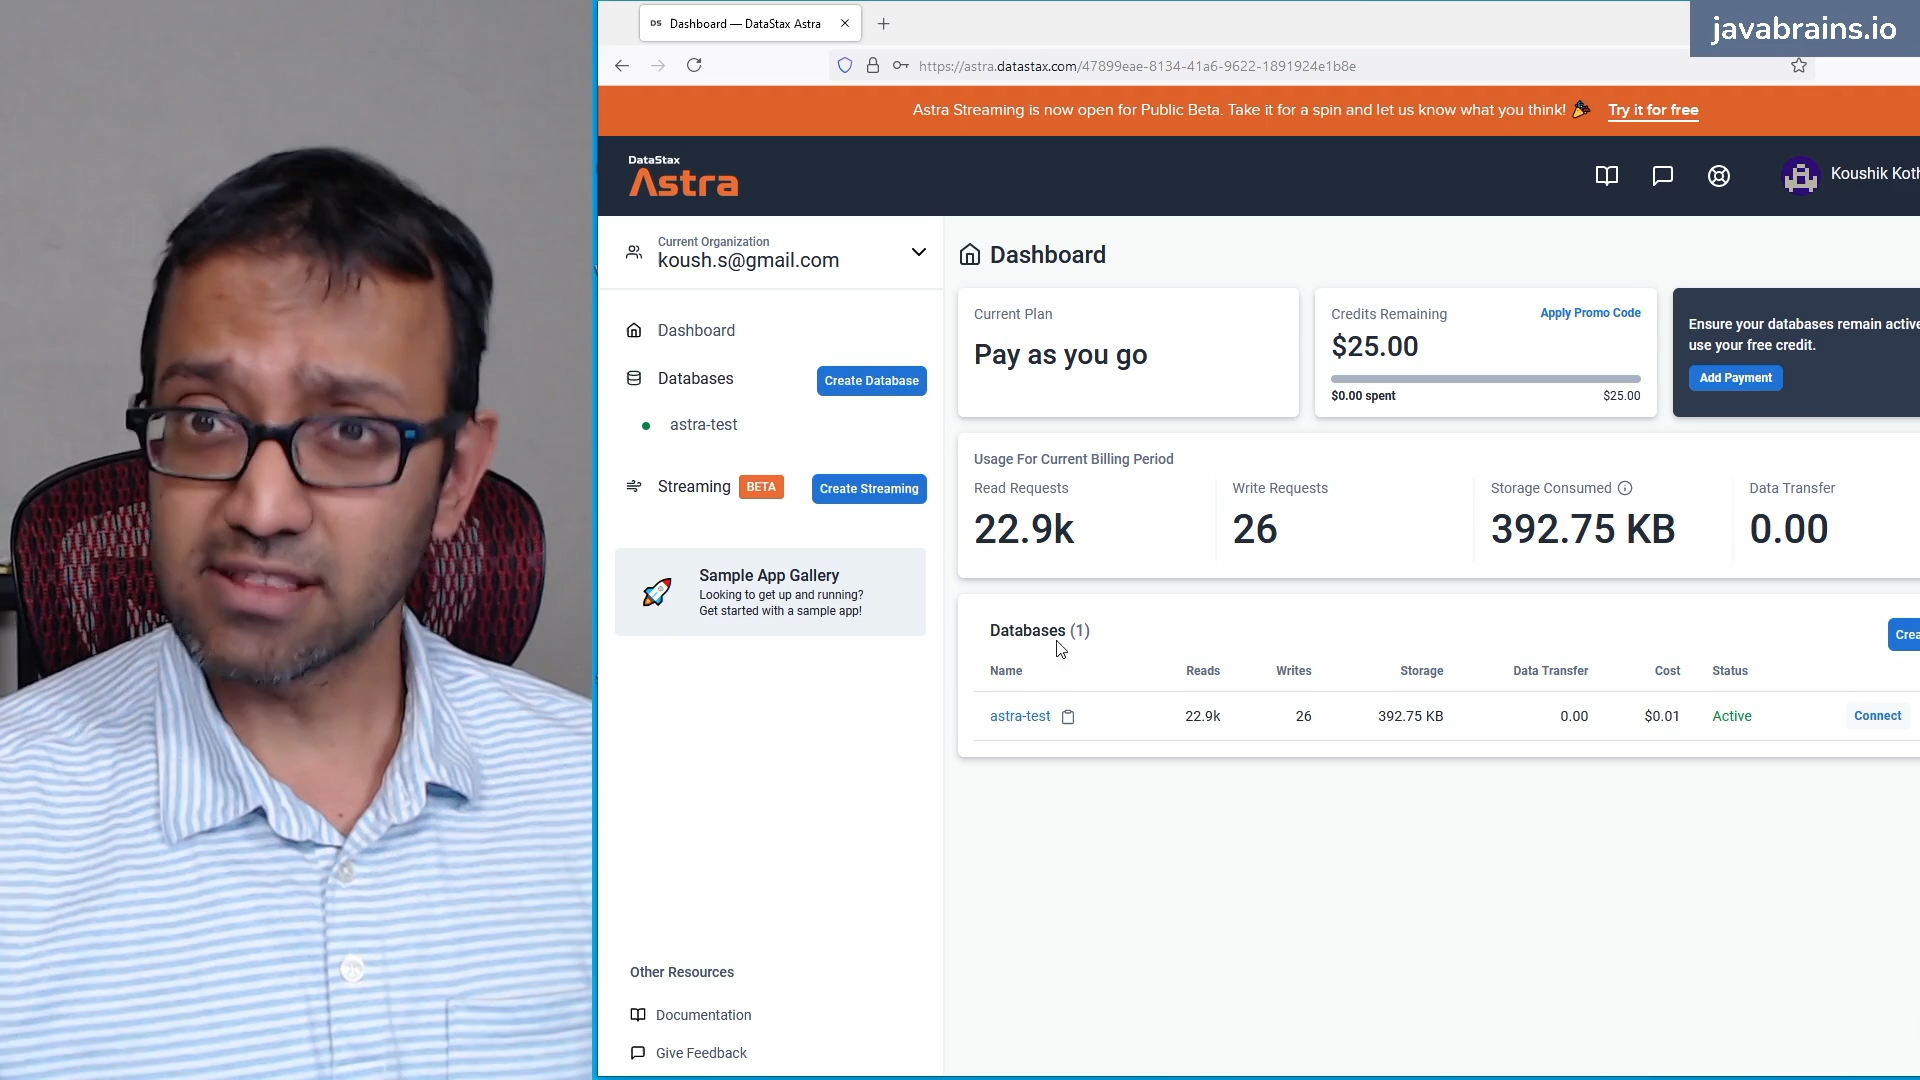 DS Dashboard — DataStax Astra
javabrains.io
https://astra.datastax.com/47899eae-8134-41a6-9622-1891924e1b8e
Astra Streaming is now open for Public Beta. Take it for a spin and let us know what you think! Try it for free
DataStax
Astra
Koushik Koth
Current Organization
koush.s@gmail.com
Dashboard
Databases
Create Database
astra-test
Streaming BETA
Create Streaming
Sample App Gallery
Looking to get up and running?
Get started with a sample app!
Other Resources
Documentation
Give Feedback
Dashboard
Current Plan
Pay as you go
Credits Remaining
Apply Promo Code
$25.00
$0.00 spent
$25.00
Ensure your databases remain active
use your free credit.
Add Payment
Usage For Current Billing Period
Read Requests
22.9k
Write Requests
26
Storage Consumed
392.75 KB
Data Transfer
0.00
Databases (1)
Crea
Name Reads Writes Storage Data Transfer Cost Status
astra-test 22.9k 26 392.75 KB 0.00 $0.01 Active Connect